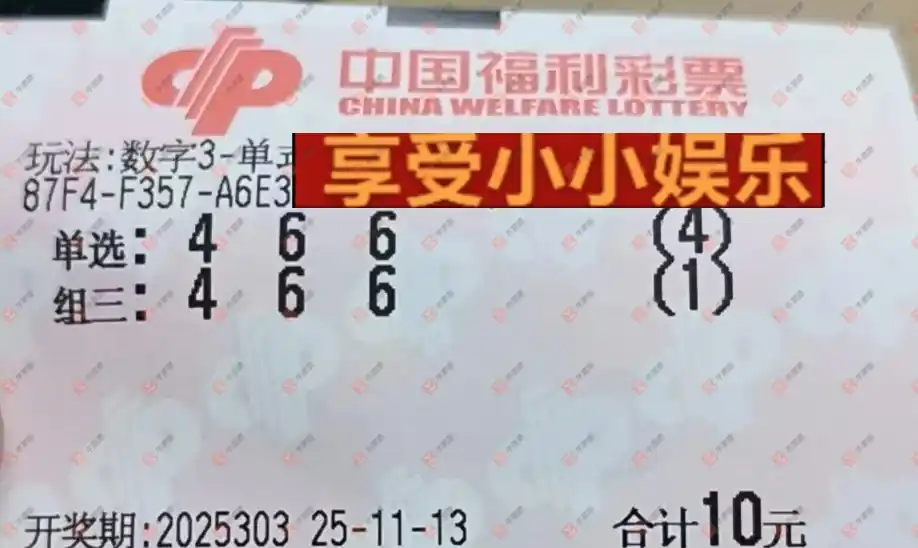 中国福利彩票
CHINA WELFARE LOTTERY
玩法:数字3-单式
享受小小娱乐
87F4-F357-A6E3
单选: 4 6 6 (4)
组三: 4 6 6 (1)
开奖期:2025303 25-11-13 合计10元